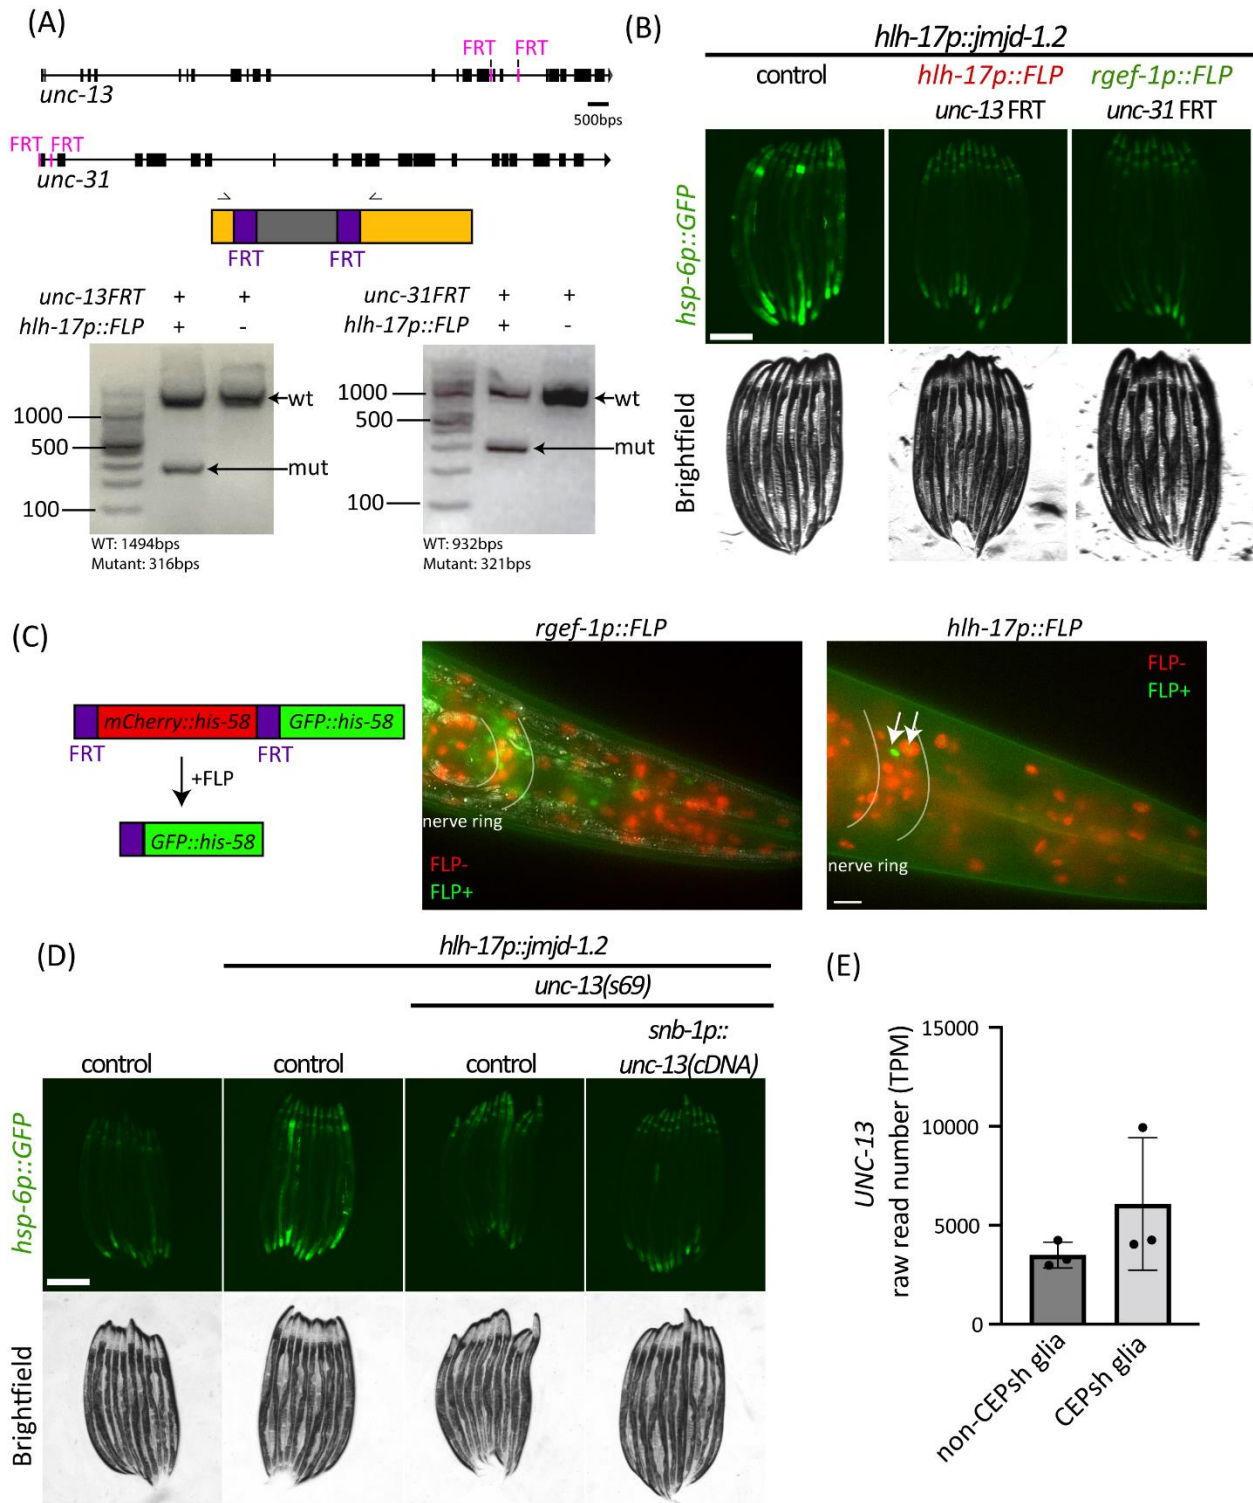 (A)
FRT
FRT
unc-13
500bps
FRT
FRT
unc-31
FRT
FRT
unc-13FRT + +
hlh-17p::FLP + -
1000
500
100
wt
mut
WT: 1494bps
Mutant: 316bps
unc-31FRT + +
hlh-17p::FLP + -
1000
500
100
wt
mut
WT: 932bps
Mutant: 321bps
(B)
hlh-17p::jmjd-1.2
control
hlh-17p::FLP
rgef-1p::FLP
unc-13 FRT
unc-31 FRT
hsp-6p::GFP
Brightfield
(C)
mCherry::his-58
GFP::his-58
FRT
FRT
+FLP
GFP::his-58
rgef-1p::FLP
nerve ring
FLP-
FLP+
hlh-17p::FLP
FLP-
FLP+
nerve ring
(D)
hlh-17p::jmjd-1.2
unc-13(s69)
snb-1p::
control
control
control
unc-13(cDNA)
hsp-6p::GFP
Brightfield
(E)
UNC-13
raw read number (TPM)
15000
10000
5000
0
non-CEPsh glia
CEPsh glia